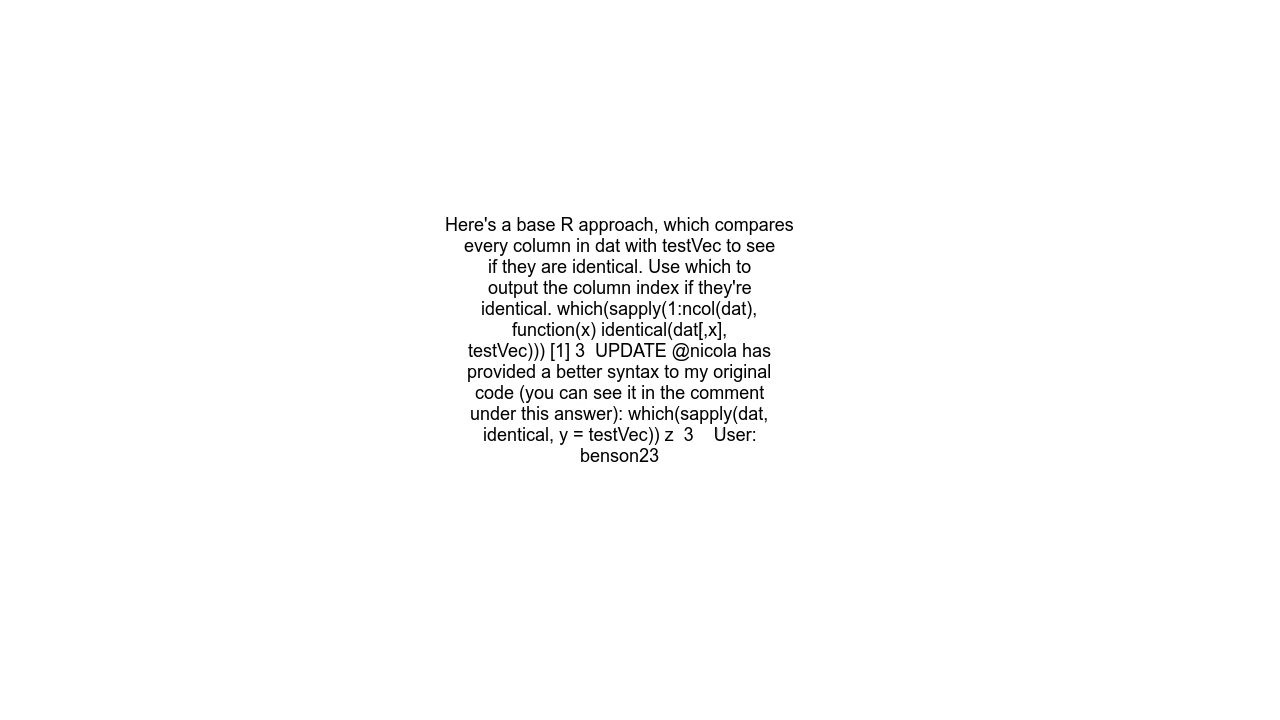 Here's a base R approach, which compares
every column in dat with testVec to see
if they are identical. Use which to
output the column index if they're
identical. which(sapply(1:ncol(dat),
function(x) identical(dat[,x],
testVec))) [1] 3  UPDATE @nicola has
provided a better syntax to my original
code (you can see it in the comment
under this answer): which(sapply(dat,
identical, y = testVec)) z  3    User:
benson23